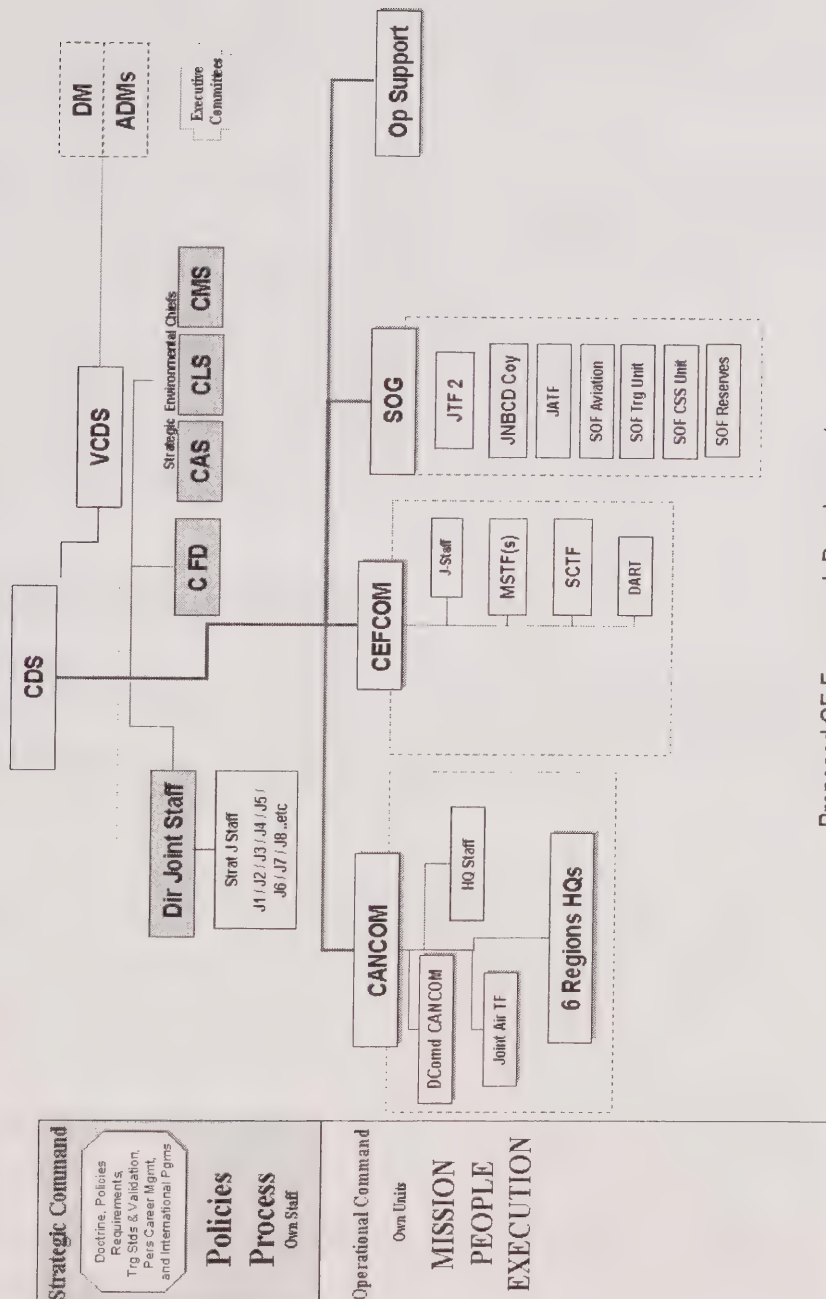 Strategic Command
Doctrine, Policies
Requirements,
Trg Stds & Validation,
Pers Career Mgmt,
and International Pgms
Policies
Process
Own Staff
Operational Command
Own Units
MISSION
PEOPLE
EXECUTION
CDS
VCDS
DM
ADMs
Executive
Committees ..
Dir Joint Staff
Strat J Staff
J1 / J2 / J3 / J4 / J5 /
J6 / J7 / J8 ..etc
C FD
Strategic Environmental Chiefs
CAS
CLS
CMS
CANCOM
DComd CANCOM
HQ Staff
Joint Air TF
6 Regions HQs
CEFCOM
J-Staff
MSTF(s)
SCTF
DART
SOG
JTF 2
JNBCD Coy
JATF
SOF Aviation
SOF Trg Unit
SOF CSS Unit
SOF Reserves
Op Support